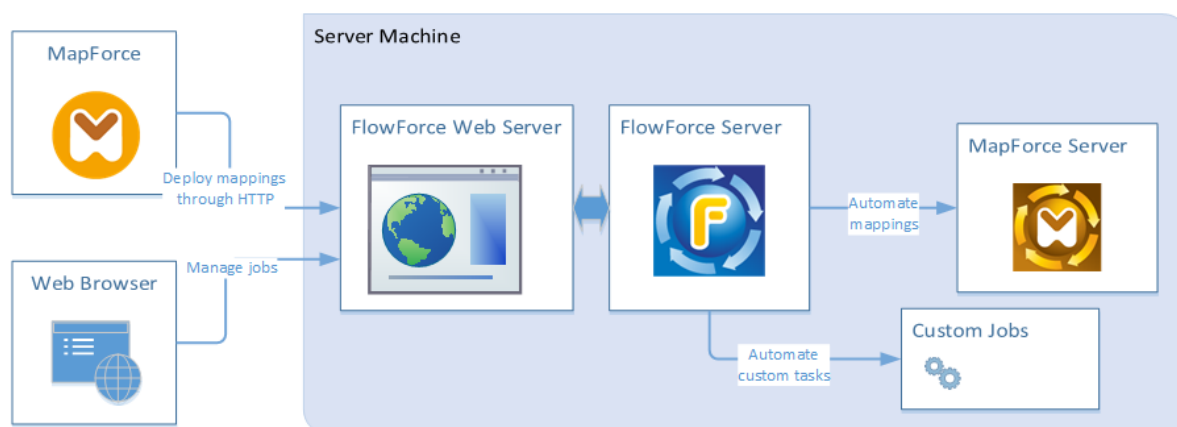 MapForce
Deploy mappings
through HTTP
Web Browser
Manage jobs
Server Machine
FlowForce Web Server
FlowForce Server
F
Automate
mappings
MapForce Server
Automate
custom tasks
Custom Jobs